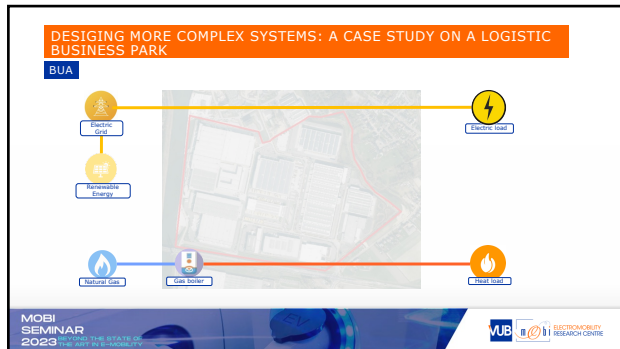 DESIGING MORE COMPLEX SYSTEMS: A CASE STUDY ON A LOGISTIC
BUSINESS PARK
BUA
Electric
Grid
Electric load
Renewable
Energy
Natural Gas
Gas boiler
Heat load
MOBI
SEMINAR
2023 BEYOND THE STATE OF
THE ART IN E-MOBILITY
EV
VUB
mobi
ELECTROMOBILITY
RESEARCH CENTRE